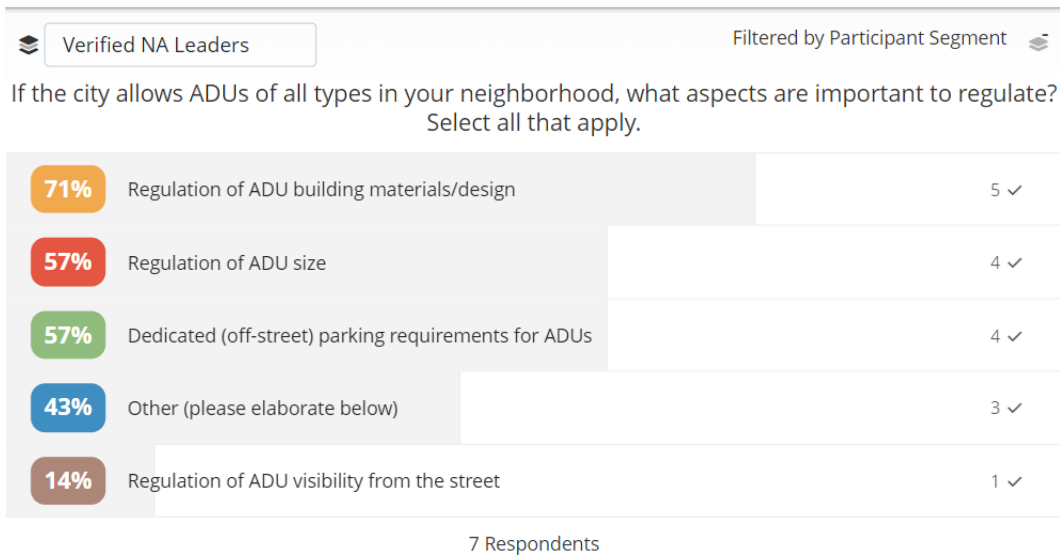 Verified NA Leaders
Filtered by Participant Segment
If the city allows ADUs of all types in your neighborhood, what aspects are important to regulate?
Select all that apply.
71% Regulation of ADU building materials/design 5 ✓
57% Regulation of ADU size 4 ✓
57% Dedicated (off-street) parking requirements for ADUs 4 ✓
43% Other (please elaborate below) 3 ✓
14% Regulation of ADU visibility from the street 1 ✓
7 Respondents